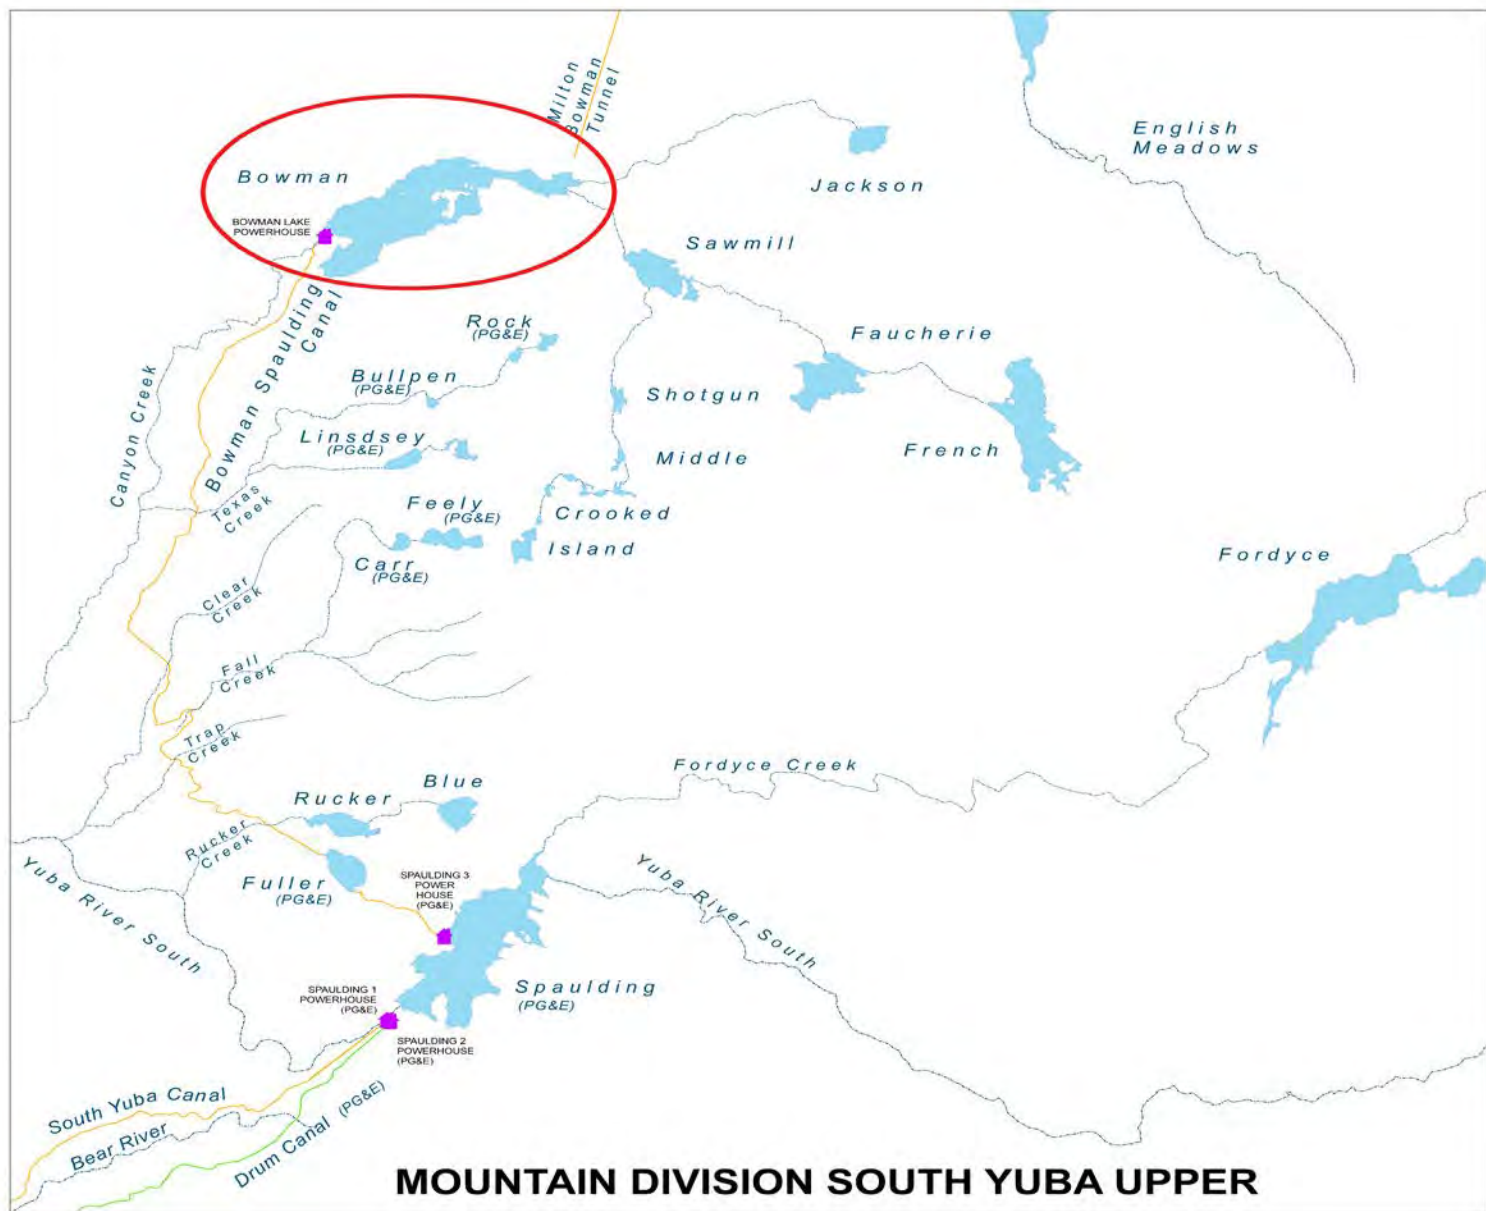 Milton
Bowman
Tunnel
English
Meadows
Bowman
Jackson
BOWMAN LAKE
POWERHOUSE
Sawmill
Bowman Spaulding
Canal
Rock
(PG&E)
Faucherie
Bullpen
(PG&E)
Canyon Creek
Shotgun
Linsdsey
(PG&E)
French
Middle
Texas
Creek
Feely
(PG&E)
Crooked
Island
Carr
(PG&E)
Fordyce
Clear
Creek
Fall
Creek
Trap
Creek
Fordyce Creek
Blue
Rucker
Rucker
Creek
Yuba River South
Fuller
(PG&E)
SPAULDING 3
POWER
HOUSE
(PG&E)
Yuba River South
Spaulding
(PG&E)
SPAULDING 1
POWERHOUSE
(PG&E)
SPAULDING 2
POWERHOUSE
(PG&E)
South Yuba Canal
Bear River
Drum Canal (PG&E)
MOUNTAIN DIVISION SOUTH YUBA UPPER